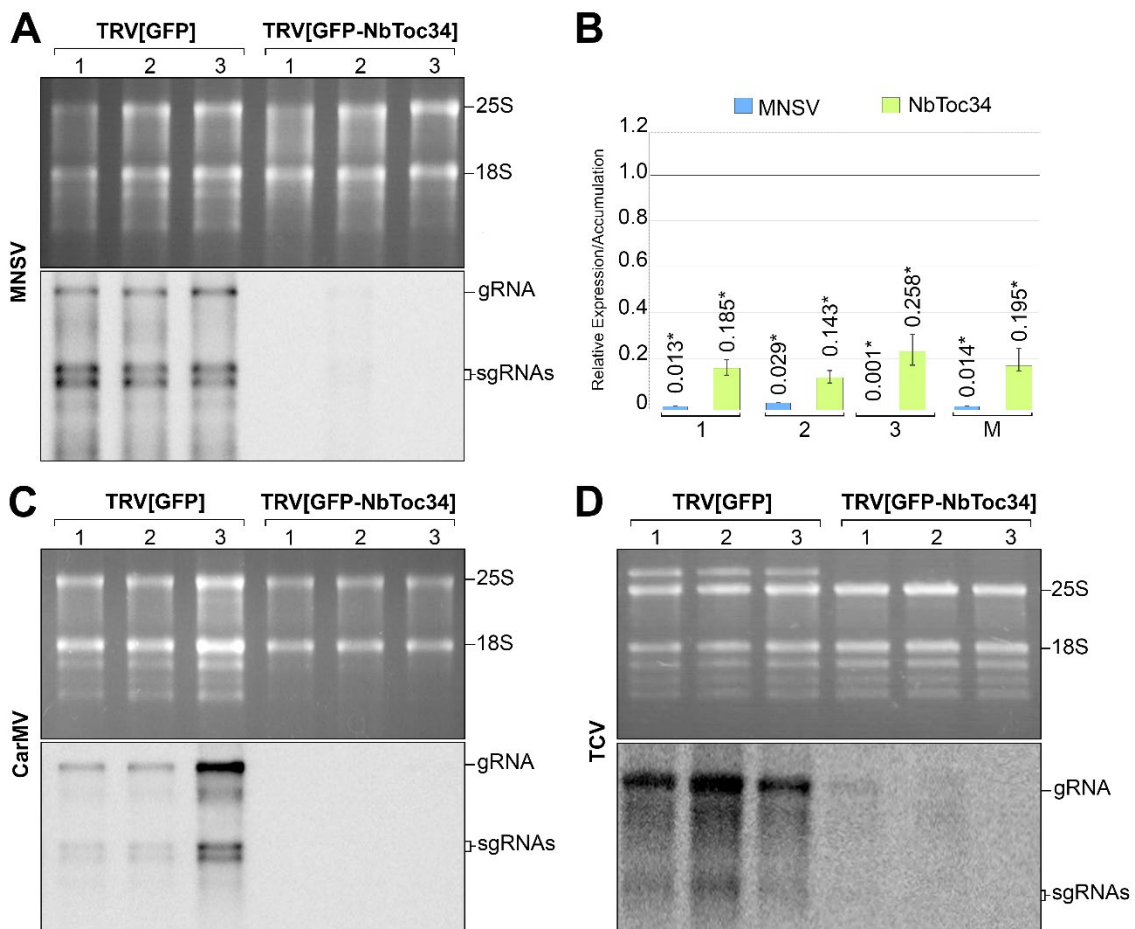 A
TRV[GFP] TRV[GFP-NbToc34]
1 2 3 1 2 3
25S
18S
MNSV
gRNA
sgRNAs
B
MNSV NbToc34
Relative Expression/Accumulation
1.2
1.0
0.8
0.6
0.4
0.2
0
0.013* 0.185* 0.029* 0.143* 0.001* 0.258* 0.014* 0.195*
1 2 3 M
C
TRV[GFP] TRV[GFP-NbToc34]
1 2 3 1 2 3
25S
18S
CarMV
gRNA
sgRNAs
D
TRV[GFP] TRV[GFP-NbToc34]
1 2 3 1 2 3
25S
18S
TCV
gRNA
sgRNAs